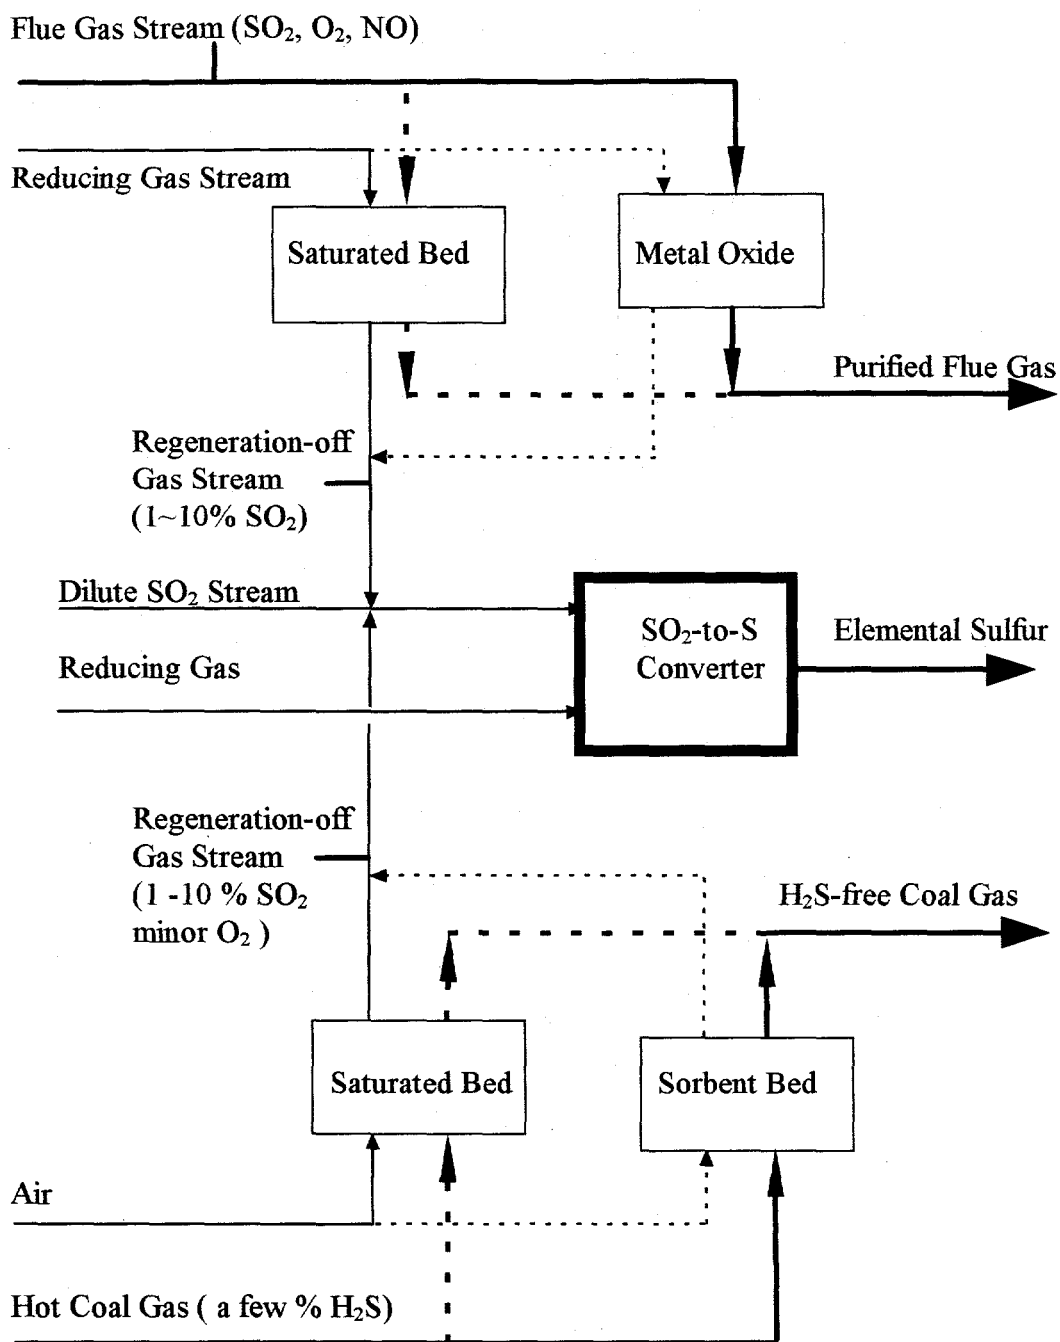 Flue Gas Stream (SO₂, O₂, NO)
Reducing Gas Stream
Saturated Bed
Metal Oxide
Purified Flue Gas
Regeneration-off
Gas Stream
(1~10% SO₂)
Dilute SO₂ Stream
SO₂-to-S
Converter
Elemental Sulfur
Reducing Gas
Regeneration-off
Gas Stream
(1 -10 % SO₂
minor O₂ )
H₂S-free Coal Gas
Saturated Bed
Sorbent Bed
Air
Hot Coal Gas ( a few % H₂S)